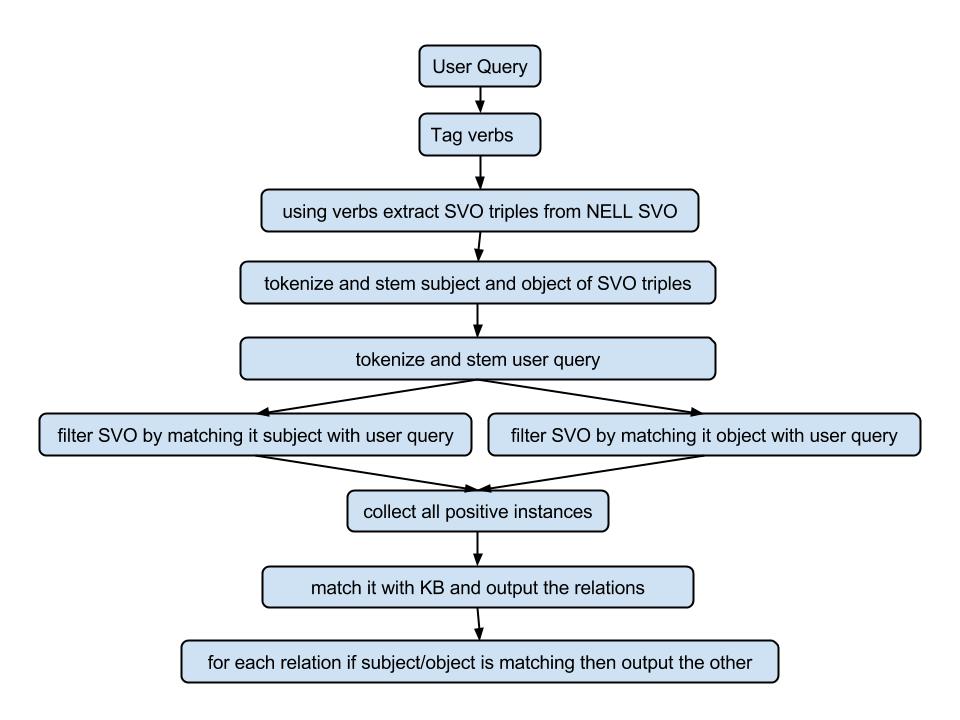 User Query
Tag verbs
using verbs extract SVO triples from NELL SVO
tokenize and stem subject and object of SVO triples
tokenize and stem user query
filter SVO by matching it subject with user query
filter SVO by matching it object with user query
collect all positive instances
match it with KB and output the relations
for each relation if subject/object is matching then output the other